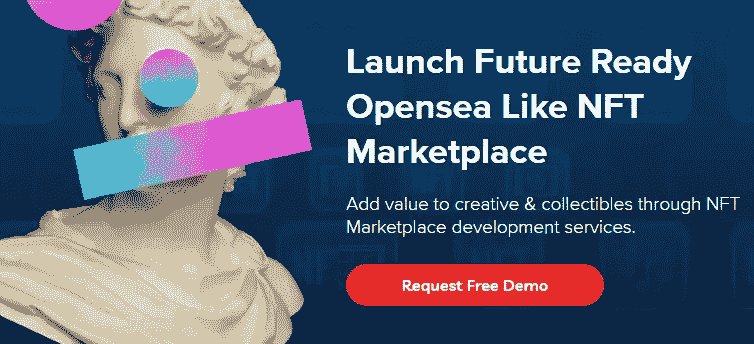 Launch Future Ready
Opensea Like NFT
Marketplace
Add value to creative & collectibles through NFT
Marketplace development services.
Request Free Demo